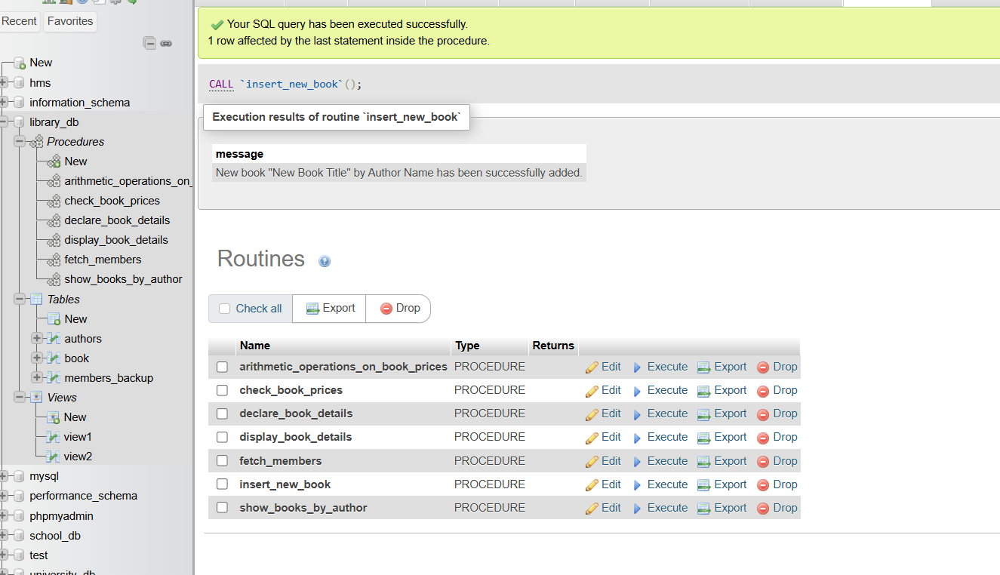 Recent Favorites
New
hms
information_schema
library_db
Procedures
New
arithmetic_operations_on_
check_book_prices
declare_book_details
display_book_details
fetch_members
show_books_by_author
Tables
New
authors
book
members_backup
Views
New
view1
view2
mysql
performance_schema
phpmyadmin
school_db
test
university_db
Your SQL query has been executed successfully.
1 row affected by the last statement inside the procedure.
CALL `insert_new_book`();
Execution results of routine `insert_new_book`
message
New book "New Book Title" by Author Name has been successfully added.
Routines
Check all Export Drop
Name Type Returns
arithmetic_operations_on_book_prices PROCEDURE Edit Execute Export Drop
check_book_prices PROCEDURE Edit Execute Export Drop
declare_book_details PROCEDURE Edit Execute Export Drop
display_book_details PROCEDURE Edit Execute Export Drop
fetch_members PROCEDURE Edit Execute Export Drop
insert_new_book PROCEDURE Edit Execute Export Drop
show_books_by_author PROCEDURE Edit Execute Export Drop